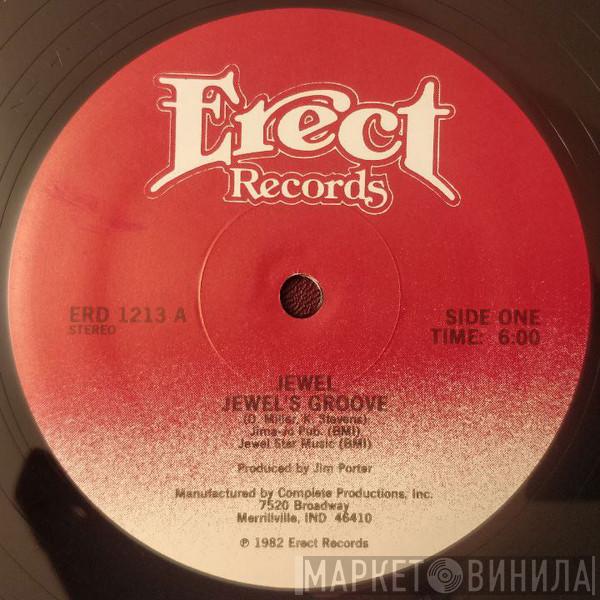 Erect
Records
ERD 1213 A
STEREO
SIDE ONE
TIME: 6:00
JEWEL
JEWEL'S GROOVE
(D. Miller, K. Stevens)
Jima-Jo Pub. (BMI)
Jewel Star Music (BMI)
Produced by Jim Porter
Manufactured by Complete Productions, Inc.
7520 Broadway
Merrillville, IND 46410
℗ 1982 Erect Records
МАРКЕТ ВИНИЛА